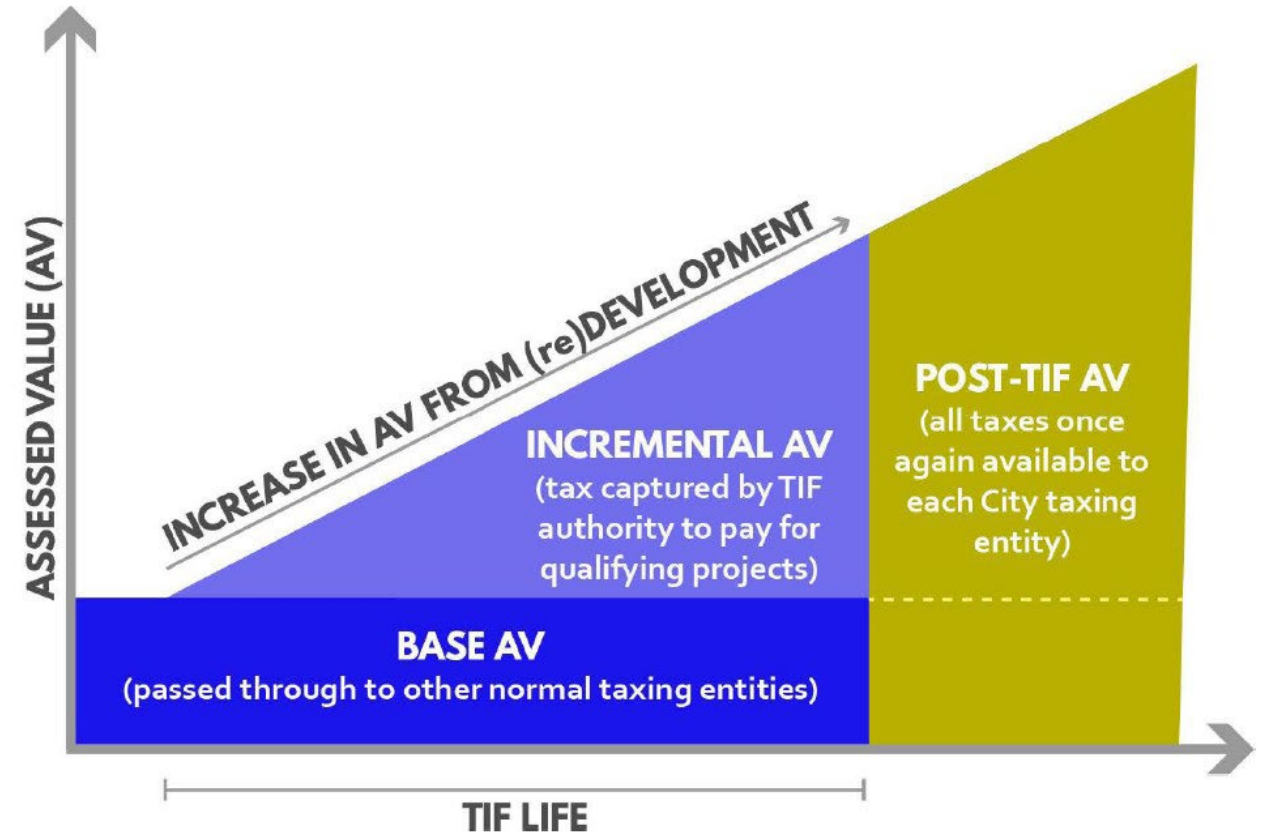 ASSESSED VALUE (AV)
INCREASE IN AV FROM (re)DEVELOPMENT
INCREMENTAL AV
(tax captured by TIF
authority to pay for
qualifying projects)
POST-TIF AV
(all taxes once
again available to
each City taxing
entity)
BASE AV
(passed through to other normal taxing entities)
TIF LIFE